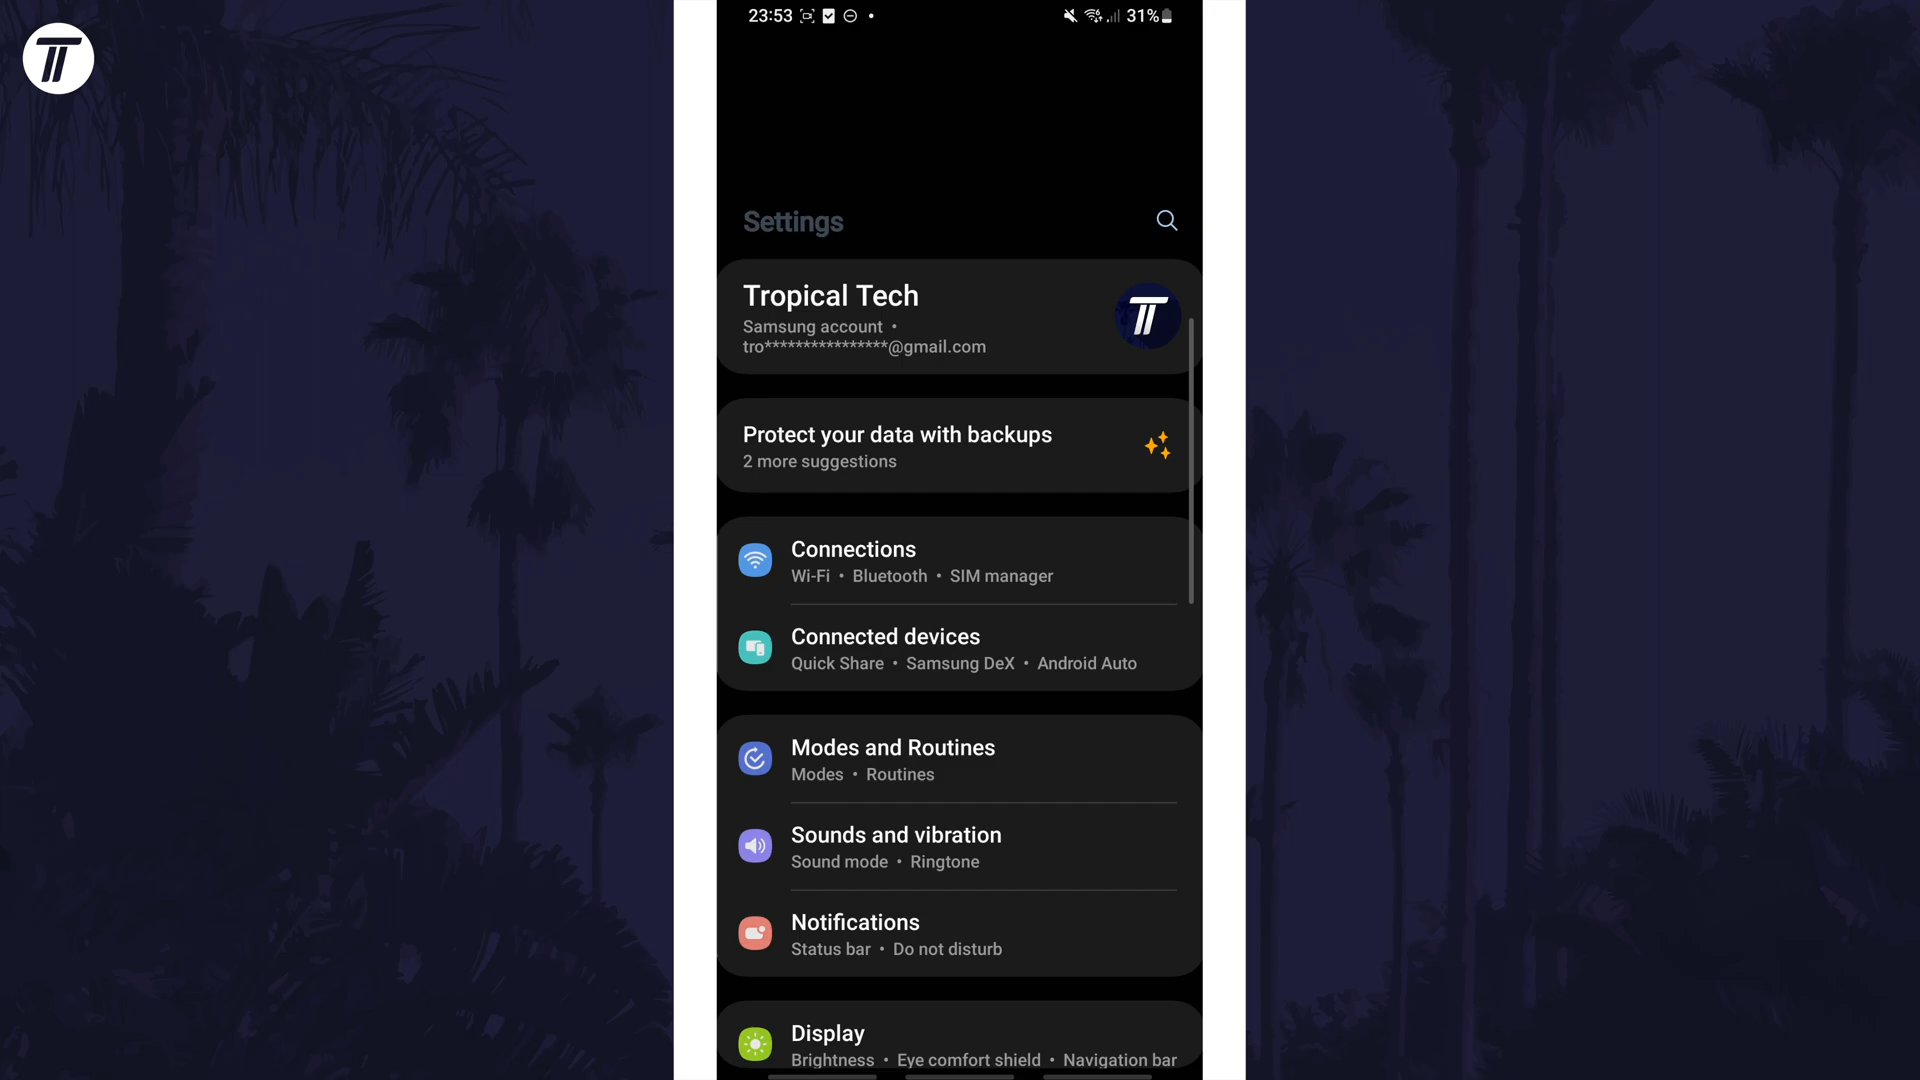 23:53
31%
Settings
Tropical Tech
Samsung account •
tro****************@gmail.com
Protect your data with backups
2 more suggestions
Connections
Wi-Fi • Bluetooth • SIM manager
Connected devices
Quick Share • Samsung DeX • Android Auto
Modes and Routines
Modes • Routines
Sounds and vibration
Sound mode • Ringtone
Notifications
Status bar • Do not disturb
Display
Brightness • Eye comfort shield • Navigation bar